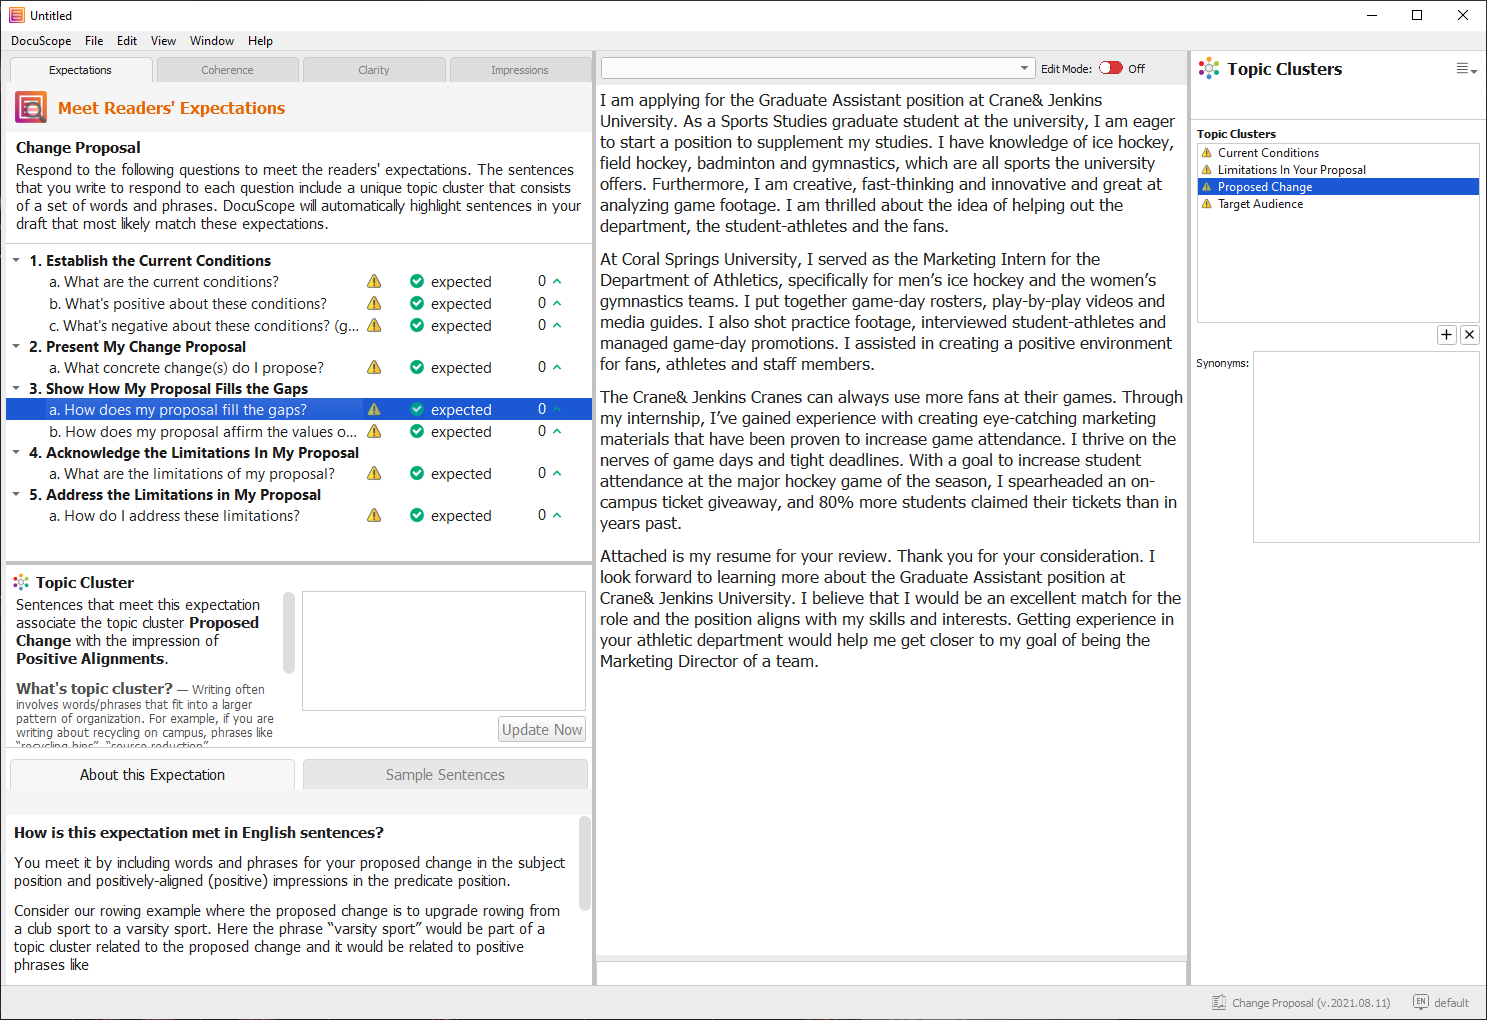 Untitled
DocuScope File Edit View Window Help
Expectations Coherence Clarity Impressions
Meet Readers' Expectations
Change Proposal
Respond to the following questions to meet the readers' expectations. The sentences
that you write to respond to each question include a unique topic cluster that consists
of a set of words and phrases. DocuScope will automatically highlight sentences in your
draft that most likely match these expectations.
1. Establish the Current Conditions
a. What are the current conditions? expected 0
b. What's positive about these conditions? expected 0
c. What's negative about these conditions? (g... expected 0
2. Present My Change Proposal
a. What concrete change(s) do I propose? expected 0
3. Show How My Proposal Fills the Gaps
a. How does my proposal fill the gaps? expected 0
b. How does my proposal affirm the values o... expected 0
4. Acknowledge the Limitations In My Proposal
a. What are the limitations of my proposal? expected 0
5. Address the Limitations in My Proposal
a. How do I address these limitations? expected 0
Topic Cluster
Sentences that meet this expectation
associate the topic cluster Proposed
Change with the impression of
Positive Alignments.
What's topic cluster? — Writing often
involves words/phrases that fit into a larger
pattern of organization. For example, if you are
writing about recycling on campus, phrases like
“recycling bins”, “source reduction”
Update Now
About this Expectation Sample Sentences
How is this expectation met in English sentences?
You meet it by including words and phrases for your proposed change in the subject
position and positively-aligned (positive) impressions in the predicate position.
Consider our rowing example where the proposed change is to upgrade rowing from
a club sport to a varsity sport. Here the phrase “varsity sport” would be part of a
topic cluster related to the proposed change and it would be related to positive
phrases like
Edit Mode: Off
I am applying for the Graduate Assistant position at Crane& Jenkins
University. As a Sports Studies graduate student at the university, I am eager
to start a position to supplement my studies. I have knowledge of ice hockey,
field hockey, badminton and gymnastics, which are all sports the university
offers. Furthermore, I am creative, fast-thinking and innovative and great at
analyzing game footage. I am thrilled about the idea of helping out the
department, the student-athletes and the fans.
At Coral Springs University, I served as the Marketing Intern for the
Department of Athletics, specifically for men’s ice hockey and the women’s
gymnastics teams. I put together game-day rosters, play-by-play videos and
media guides. I also shot practice footage, interviewed student-athletes and
managed game-day promotions. I assisted in creating a positive environment
for fans, athletes and staff members.
The Crane& Jenkins Cranes can always use more fans at their games. Through
my internship, I’ve gained experience with creating eye-catching marketing
materials that have been proven to increase game attendance. I thrive on the
nerves of game days and tight deadlines. With a goal to increase student
attendance at the major hockey game of the season, I spearheaded an on-
campus ticket giveaway, and 80% more students claimed their tickets than in
years past.
Attached is my resume for your review. Thank you for your consideration. I
look forward to learning more about the Graduate Assistant position at
Crane& Jenkins University. I believe that I would be an excellent match for the
role and the position aligns with my skills and interests. Getting experience in
your athletic department would help me get closer to my goal of being the
Marketing Director of a team.
Topic Clusters
Topic Clusters
Current Conditions
Limitations In Your Proposal
Proposed Change
Target Audience
Synonyms:
Change Proposal (v.2021.08.11) EN default